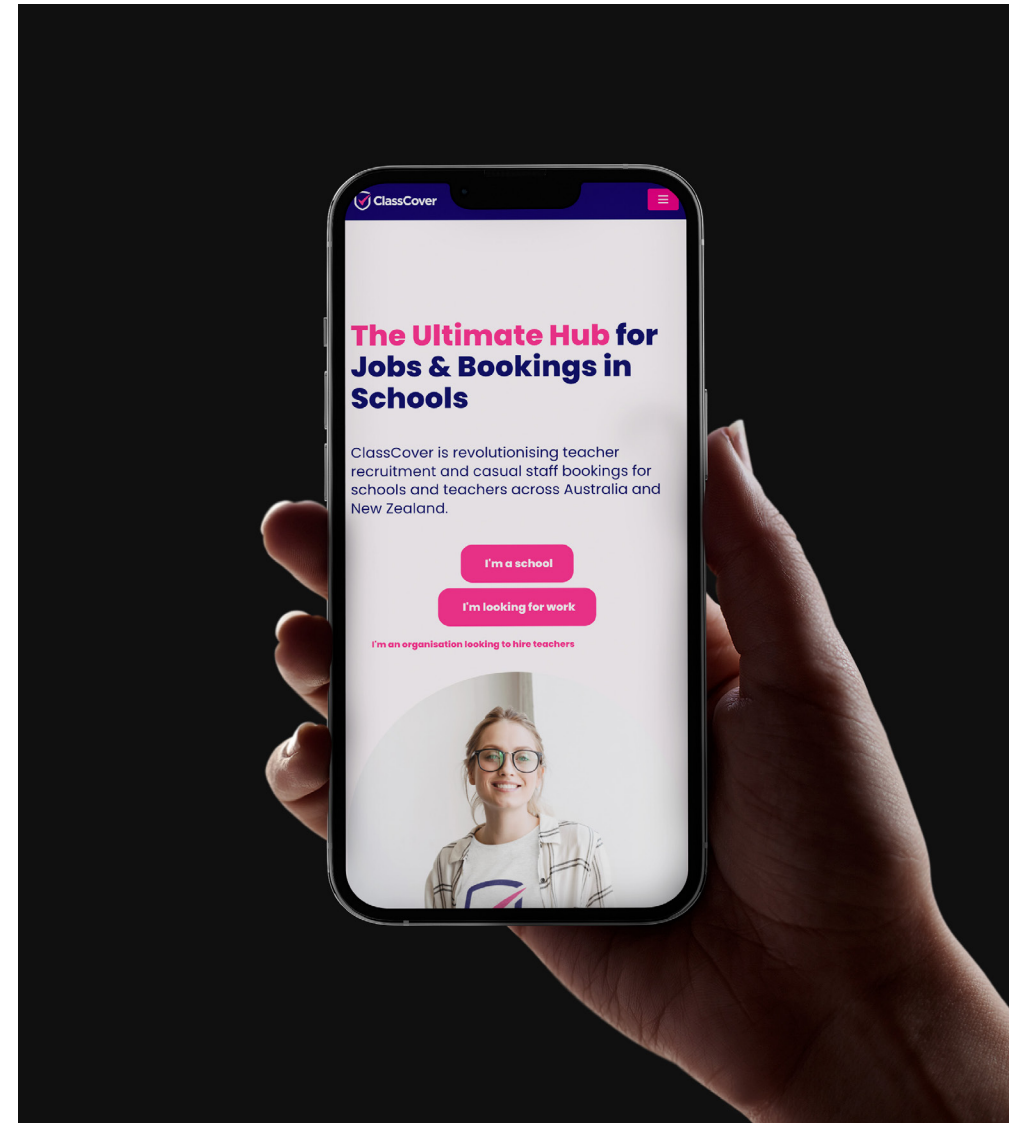 ClassCover
The Ultimate Hub for
Jobs & Bookings in
Schools
ClassCover is revolutionising teacher
recruitment and casual staff bookings for
schools and teachers across Australia and
New Zealand.
I'm a school
I'm looking for work
I'm an organisation looking to hire teachers